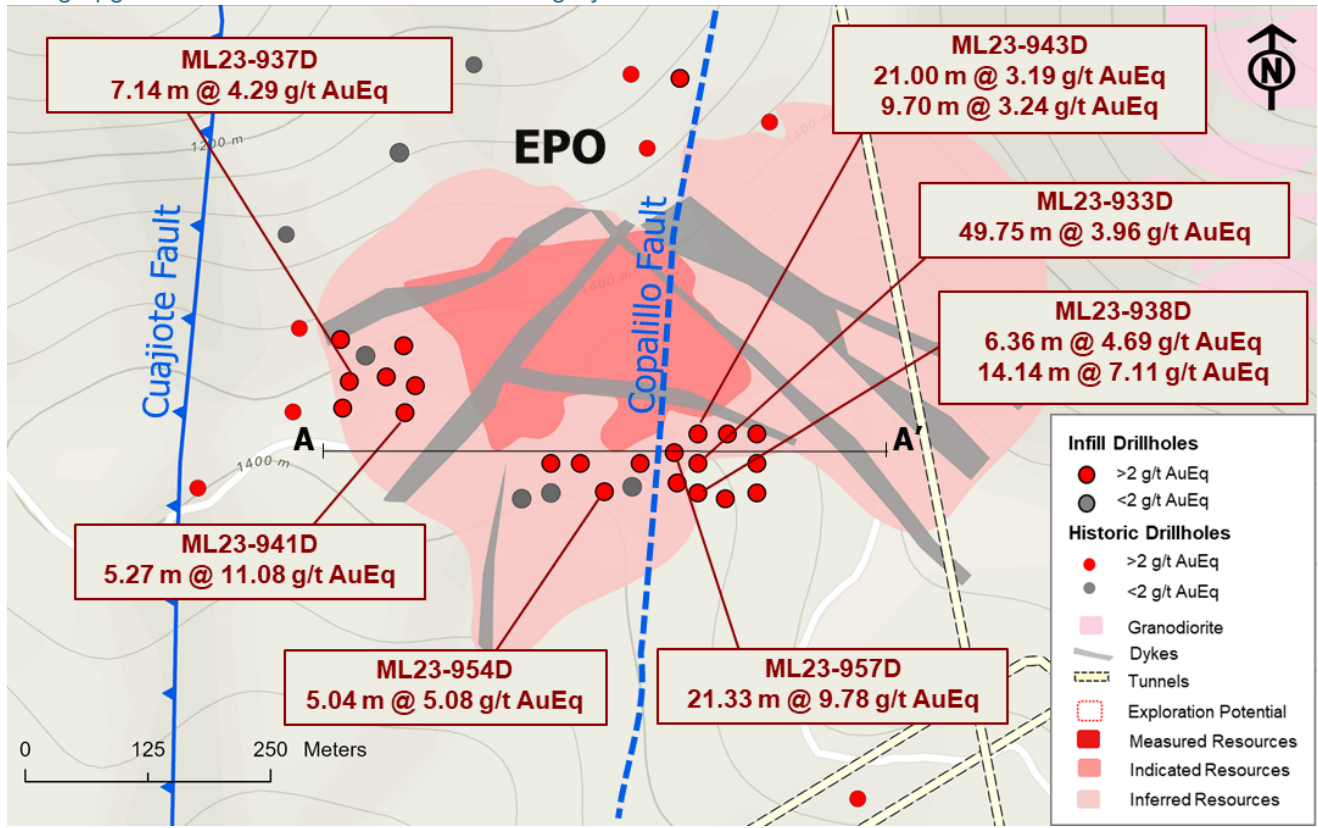 ML23-937D
7.14 m @ 4.29 g/t AuEq
ML23-943D
21.00 m @ 3.19 g/t AuEq
9.70 m @ 3.24 g/t AuEq
N
EPO
1200 m
1400 m
ML23-933D
49.75 m @ 3.96 g/t AuEq
Cuajiote Fault
Copalillo Fault
1400 m
ML23-938D
6.36 m @ 4.69 g/t AuEq
14.14 m @ 7.11 g/t AuEq
A
A'
1400 m
ML23-941D
5.27 m @ 11.08 g/t AuEq
ML23-954D
5.04 m @ 5.08 g/t AuEq
ML23-957D
21.33 m @ 9.78 g/t AuEq
0 125 250 Meters
Infill Drillholes
>2 g/t AuEq
<2 g/t AuEq
Historic Drillholes
>2 g/t AuEq
<2 g/t AuEq
Granodiorite
Dykes
Tunnels
Exploration Potential
Measured Resources
Indicated Resources
Inferred Resources